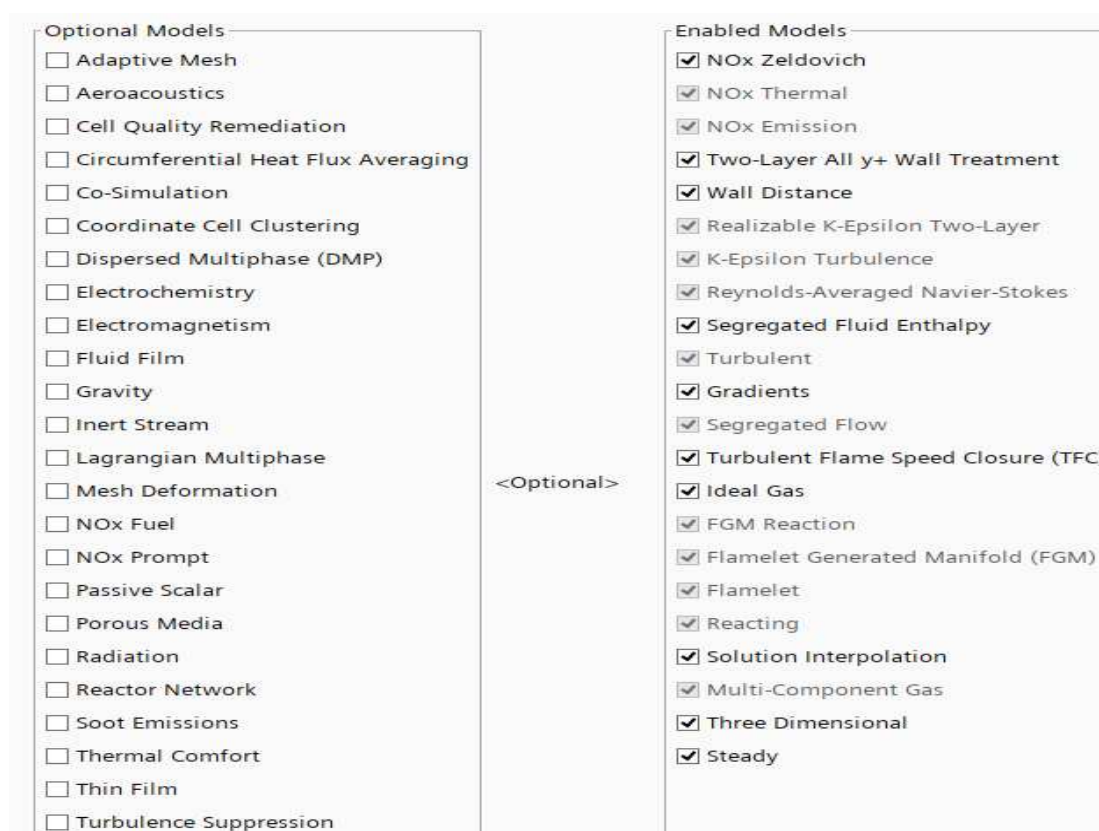 Optional Models
Adaptive Mesh
Aeroacoustics
Cell Quality Remediation
Circumferential Heat Flux Averaging
Co-Simulation
Coordinate Cell Clustering
Dispersed Multiphase (DMP)
Electrochemistry
Electromagnetism
Fluid Film
Gravity
Inert Stream
Lagrangian Multiphase
Mesh Deformation
NOx Fuel
NOx Prompt
Passive Scalar
Porous Media
Radiation
Reactor Network
Soot Emissions
Thermal Comfort
Thin Film
Turbulence Suppression
<Optional>
Enabled Models
NOx Zeldovich
NOx Thermal
NOx Emission
Two-Layer All y+ Wall Treatment
Wall Distance
Realizable K-Epsilon Two-Layer
K-Epsilon Turbulence
Reynolds-Averaged Navier-Stokes
Segregated Fluid Enthalpy
Turbulent
Gradients
Segregated Flow
Turbulent Flame Speed Closure (TFC
Ideal Gas
FGM Reaction
Flamelet Generated Manifold (FGM)
Flamelet
Reacting
Solution Interpolation
Multi-Component Gas
Three Dimensional
Steady